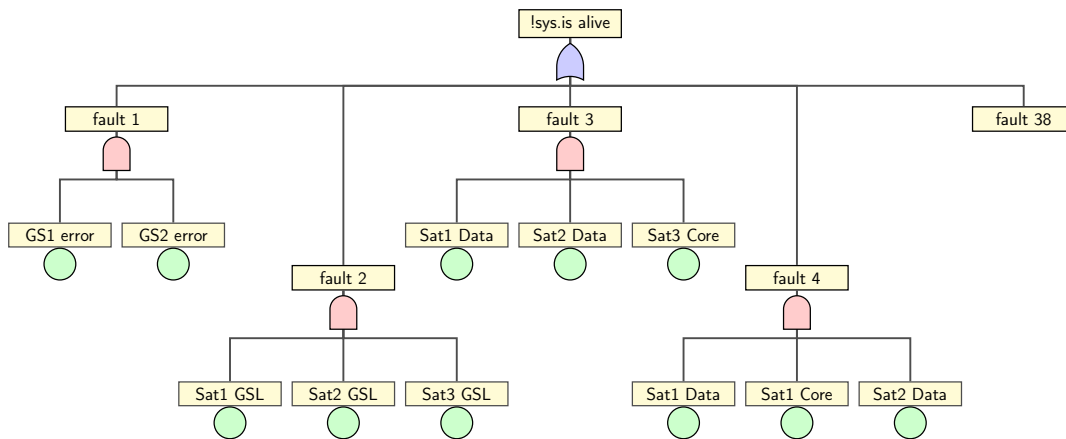 !sys.is alive
fault 1
fault 3
fault 38
GS1 error
GS2 error
Sat1 Data
Sat2 Data
Sat3 Core
fault 2
fault 4
Sat1 GSL
Sat2 GSL
Sat3 GSL
Sat1 Data
Sat1 Core
Sat2 Data